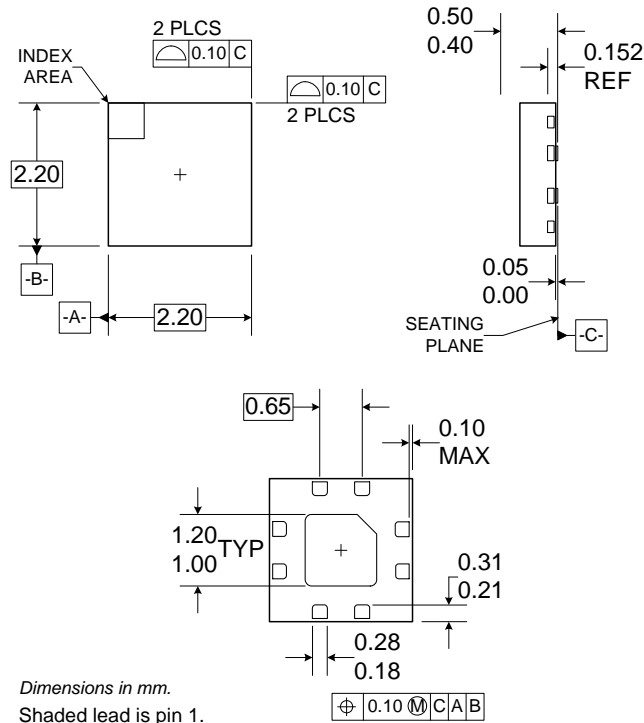 2 PLCS
⌓ 0.10 C
INDEX
AREA
⌓ 0.10 C
2 PLCS
2.20
-B-
-A-
2.20
0.50
0.40
0.152
REF
0.05
0.00
SEATING
PLANE
-C-
0.65
0.10
MAX
1.20
1.00
TYP
0.31
0.21
0.28
0.18
⌖ 0.10 Ⓜ C A B
Dimensions in mm.
Shaded lead is pin 1.